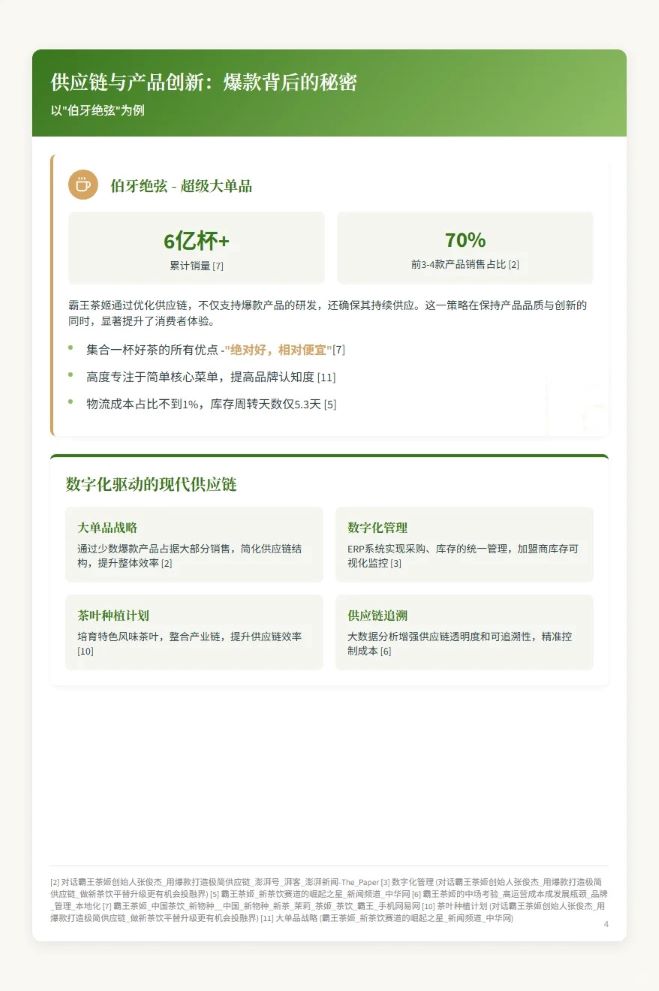 供应链与产品创新：爆款背后的秘密
以"伯牙绝弦"为例
伯牙绝弦 - 超级大单品
6亿杯+
累计销量 [7]
70%
前3-4款产品销售占比 [2]
霸王茶姬通过优化供应链，不仅支持爆款产品的研发，还确保其持续供应。这一策略在保持产品品质与创新的
同时，显著提升了消费者体验。
集合一杯好茶的所有优点 -"绝对好，相对便宜"[7]
高度专注于简单核心菜单，提高品牌认知度 [11]
物流成本占比不到1%，库存周转天数仅5.3天 [5]
数字化驱动的现代供应链
大单品战略
通过少数爆款产品占据大部分销售，简化供应链结
构，提升整体效率 [2]
数字化管理
ERP系统实现采购、库存的统一管理，加盟商库存可
视化监控 [3]
茶叶种植计划
培育特色风味茶叶，整合产业链，提升供应链效率
[10]
供应链追溯
大数据分析增强供应链透明度和可追溯性，精准控
制成本 [6]
[2] 对话霸王茶姬创始人张俊杰_用爆款打造极简供应链_澎湃号_湃客_澎湃新闻-The_Paper [3] 数字化管理 (对话霸王茶姬创始人张俊杰_用爆款打造极简
供应链_做新茶饮平替升级更有机会投融界) [5] 霸王茶姬_新茶饮赛道的崛起之星_新闻频道_中华网 [6] 霸王茶姬的中场考验_高运营成本成发展瓶颈_品牌
_管理_本地化 [7] 霸王茶姬_中国茶饮_新物种__中国_新物种_新茶_茉莉_茶姬_茶饮_霸王_手机网易网 [10] 茶叶种植计划 (对话霸王茶姬创始人张俊杰_用
爆款打造极简供应链_做新茶饮平替升级更有机会投融界) [11] 大单品战略 (霸王茶姬_新茶饮赛道的崛起之星_新闻频道_中华网)
4